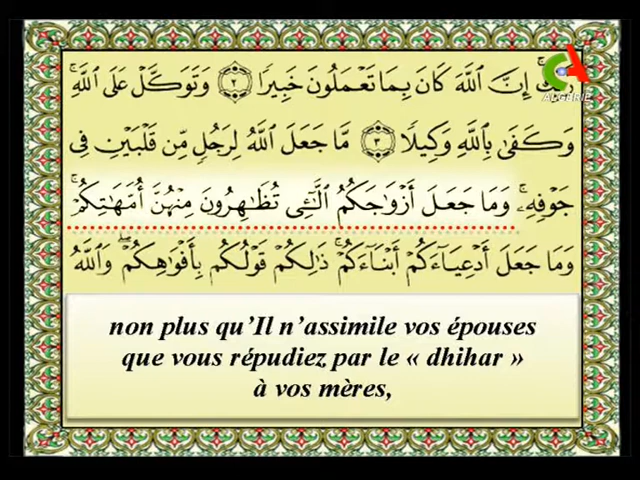 رَبِّكَ ۚ إِنَّ ٱللَّهَ كَانَ بِمَا تَعْمَلُونَ خَبِيرًا ٢ وَتَوَكَّلْ عَلَى ٱللَّهِ ۚ
وَكَفَىٰ بِٱللَّهِ وَكِيلًا ٣ مَّا جَعَلَ ٱللَّهُ لِرَجُلٍ مِّن قَلْبَيْنِ فِى
جَوْفِهِۦ ۚ وَمَا جَعَلَ أَزْوَٰجَكُمُ ٱلَّٰٓـِٔى تُظَٰهِرُونَ مِنْهُنَّ أُمَّهَٰتِكُمْ ۚ
وَمَا جَعَلَ أَدْعِيَآءَكُمْ أَبْنَآءَكُمْ ۚ ذَٰلِكُمْ قَوْلُكُم بِأَفْوَٰهِكُمْ ۖ وَٱللَّهُ
ALGÉRIE
non plus qu'Il n'assimile vos épouses
que vous répudiez par le « dhihar »
à vos mères,